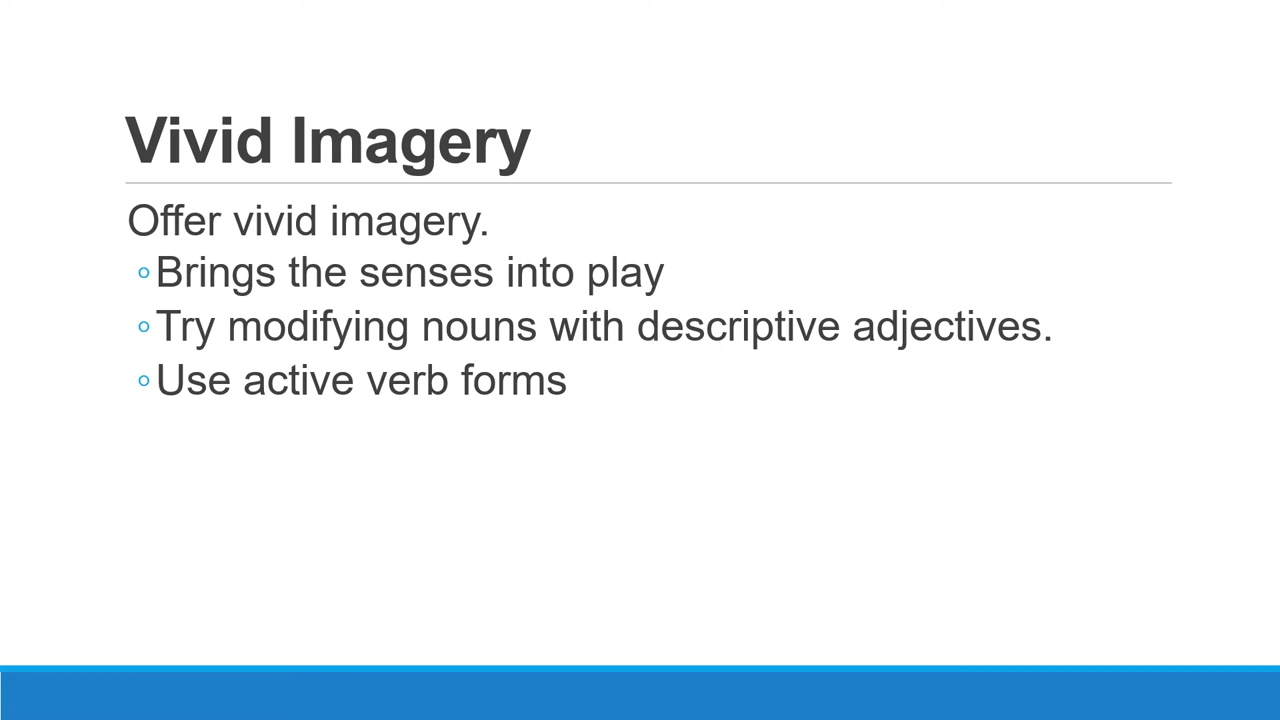 Vivid Imagery
Offer vivid imagery.
◦Brings the senses into play
◦Try modifying nouns with descriptive adjectives.
◦Use active verb forms